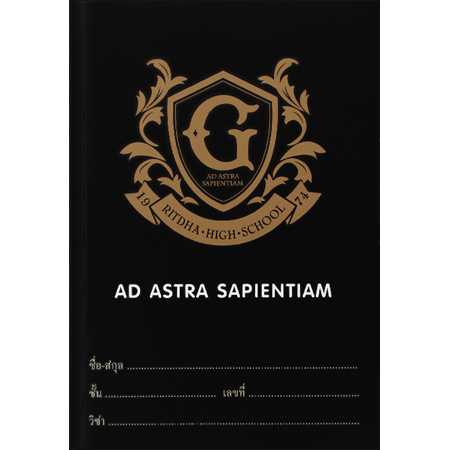 G
AD ASTRA
SAPIENTIAM
19 RITDHA·HIGH·SCHOOL 74
AD ASTRA SAPIENTIAM
ชื่อ-สกุล ................................................................
ชั้น ................................ เลขที่ ................................
วิชา ................................................................